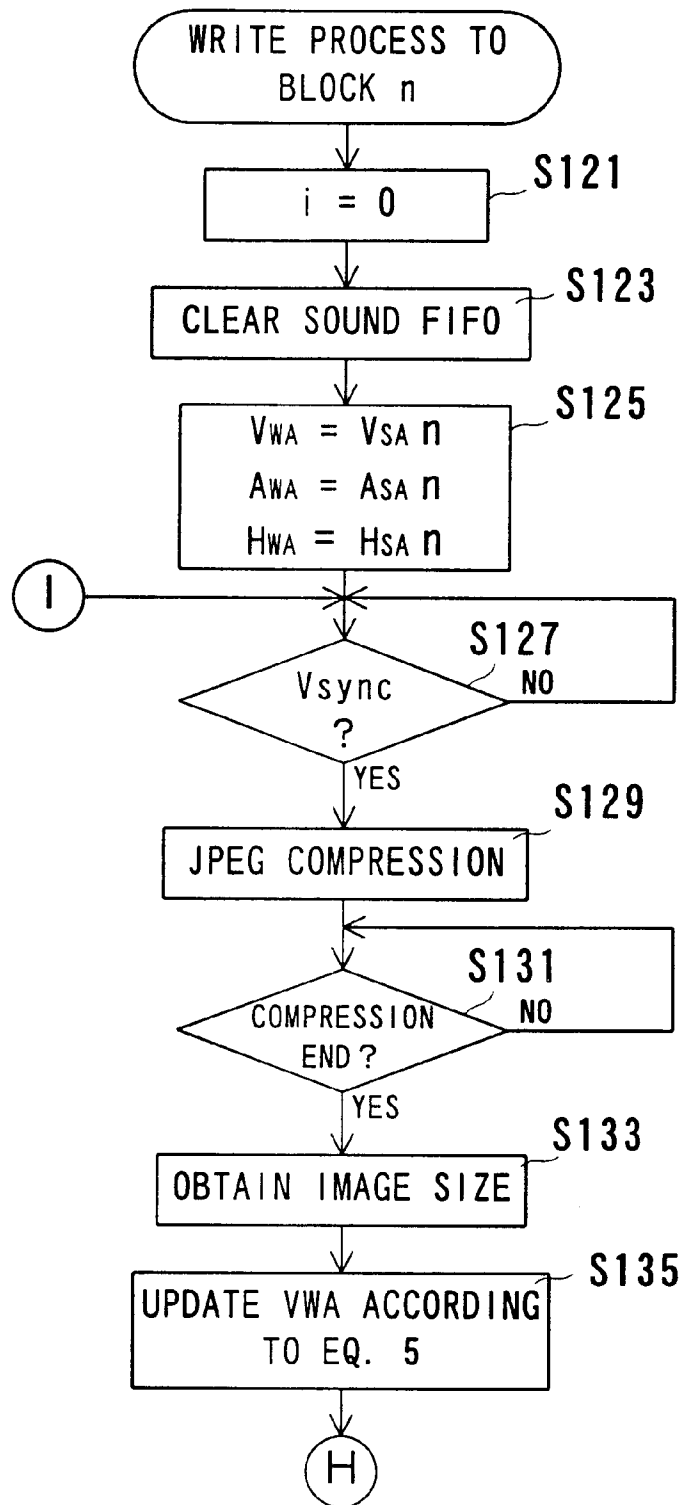 WRITE PROCESS TO
BLOCK n
S121
i = 0
S123
CLEAR SOUND FIFO
S125
VWA = VSA n
AWA = ASA n
HWA = HSA n
I
S127
Vsync
?
NO
YES
S129
JPEG COMPRESSION
S131
COMPRESSION
END?
NO
YES
S133
OBTAIN IMAGE SIZE
S135
UPDATE VWA ACCORDING
TO EQ. 5
H